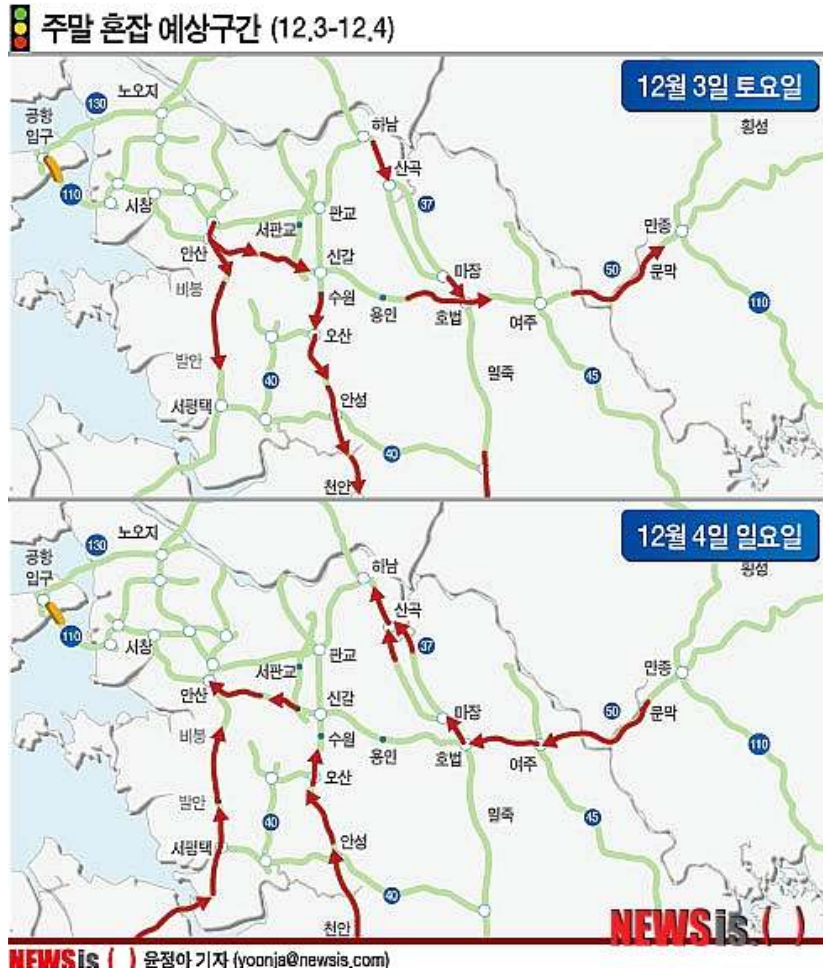 주말 혼잡 예상구간 (12.3-12.4)
12월 3일 토요일
노오지
130
공항
입구
110
서창
하남
산곡
37
횡성
만종
50
문막
110
서판교
판교
안산
신갈
비봉
수원
마장
용인
호법
여주
오산
발안
40
45
일죽
서평택
안성
40
천안
12월 4일 일요일
노오지
130
공항
입구
110
서창
하남
산곡
37
횡성
만종
50
문막
110
서판교
판교
안산
신갈
비봉
수원
마장
용인
호법
여주
오산
발안
40
45
일죽
서평택
안성
40
천안
NEWSis.( )
NEWSis ( ) 윤정아 기자 (yoonja@newsis.com)